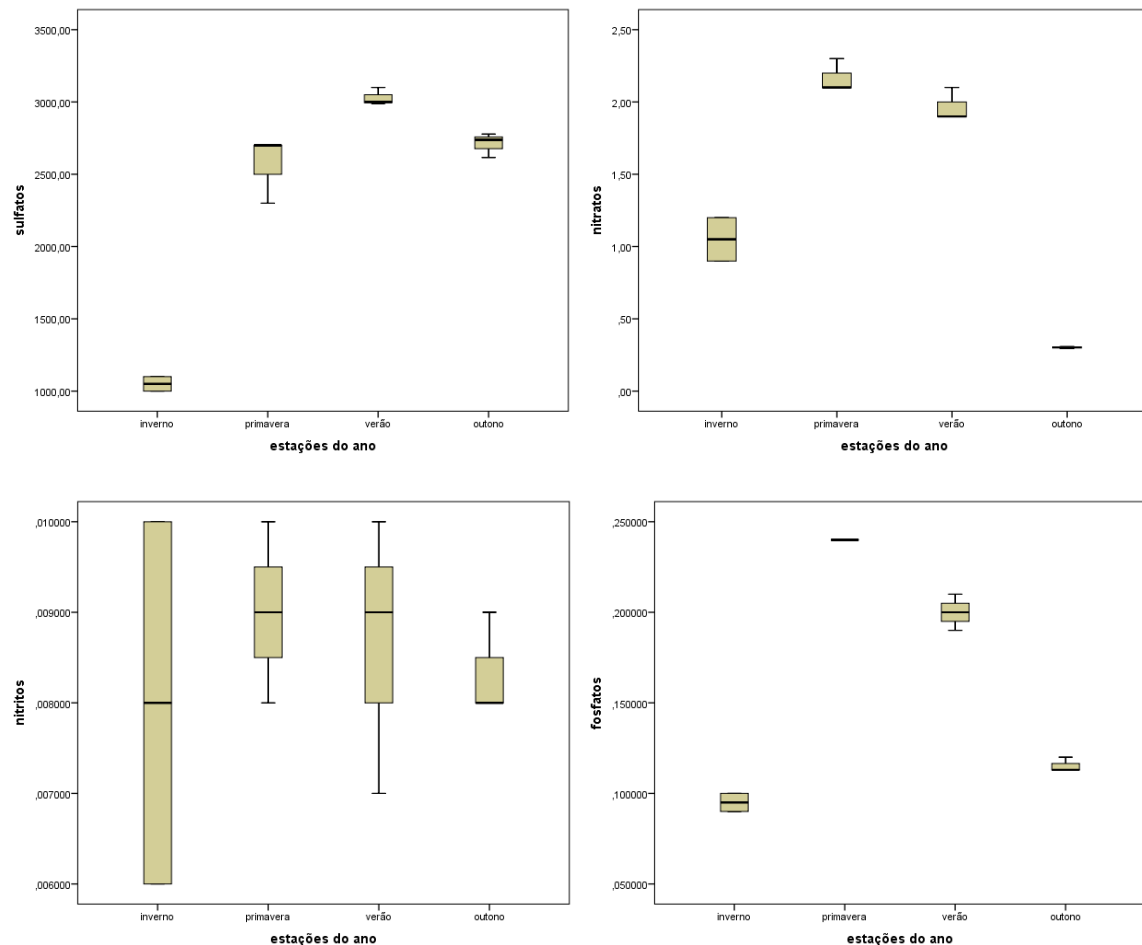 sulfatos
3500,00
3000,00
2500,00
2000,00
1500,00
1000,00
inverno primavera verão outono
estações do ano
nitratos
2,50
2,00
1,50
1,00
,50
,00
inverno primavera verão outono
estações do ano
nitritos
,010000
,009000
,008000
,007000
,006000
inverno primavera verão outono
estações do ano
fosfatos
,250000
,200000
,150000
,100000
,050000
inverno primavera verão outono
estações do ano